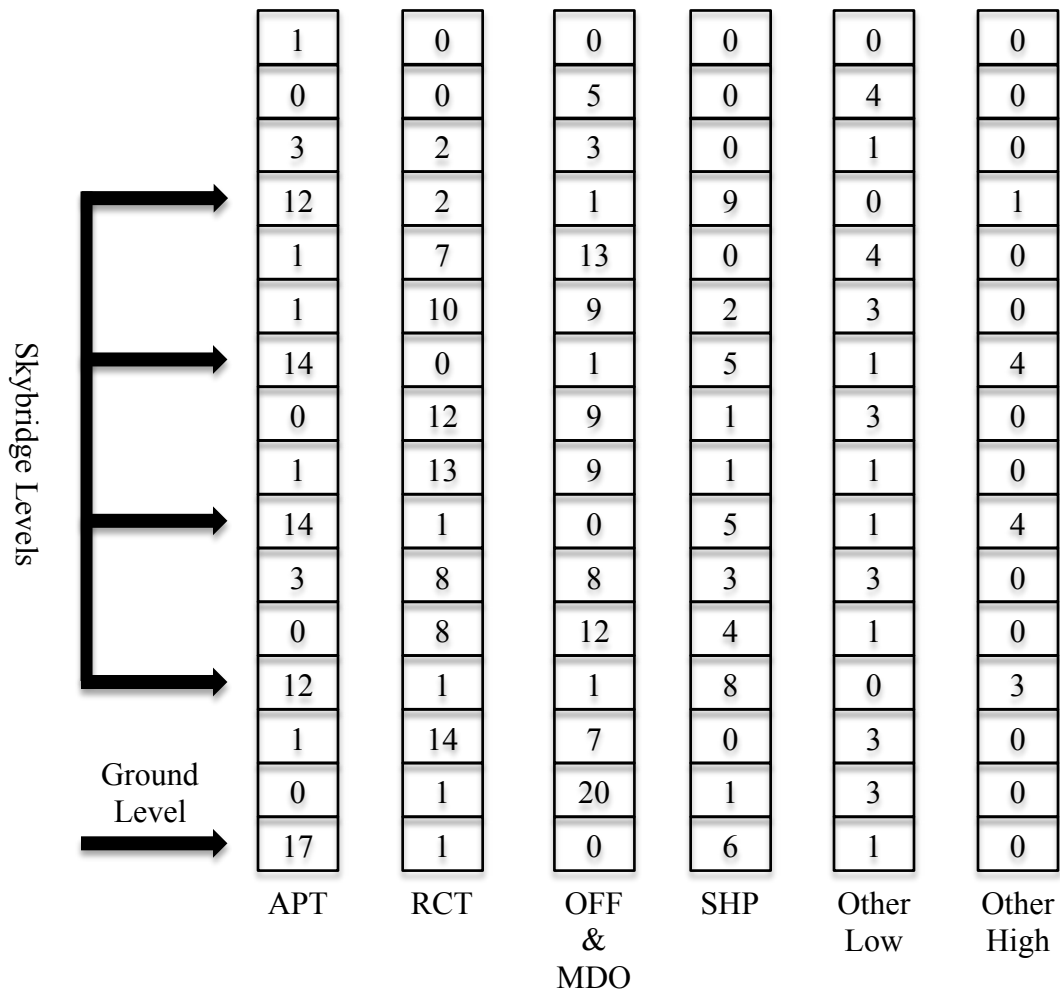 1 0 0 0 0 0
0 0 5 0 4 0
3 2 3 0 1 0
12 2 1 9 0 1
1 7 13 0 4 0
1 10 9 2 3 0
14 0 1 5 1 4
0 12 9 1 3 0
1 13 9 1 1 0
14 1 0 5 1 4
3 8 8 3 3 0
0 8 12 4 1 0
12 1 1 8 0 3
1 14 7 0 3 0
0 1 20 1 3 0
17 1 0 6 1 0
Skybridge Levels
Ground
Level
APT RCT OFF SHP Other Other
& Low High
MDO